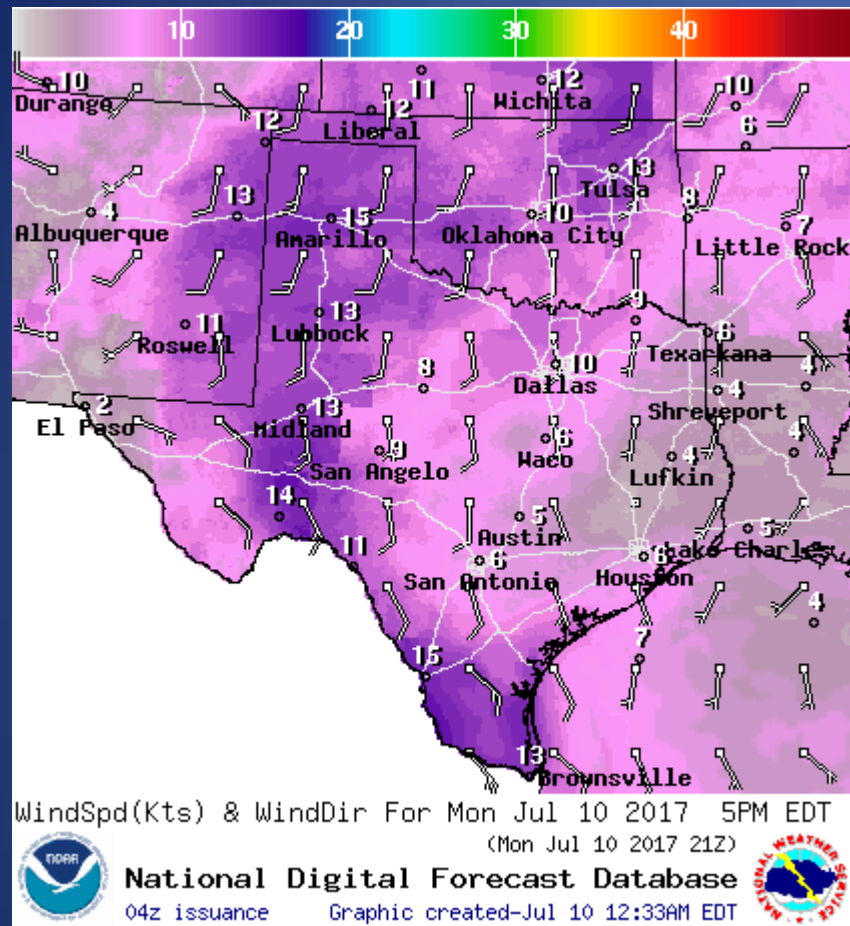 10 20 30 40
10 Durango
11
12 Wichita
10
12 Liberal
12
6
13 Tulsa
4 Albuquerque
13
15 Amarillo
10 Oklahoma City
8
7 Little Rock
11 Roswell
13 Lubbock
9
6 Texarkana
8
10 Dallas
4 Shreveport
4
2 El Paso
13 Midland
9 San Angelo
6 Waco
4 Lufkin
4
14
5 Austin
5 Lake Charles
11
6 San Antonio
Houston
4
7
15
13 Brownsville
WindSpd(Kts) & WindDir For Mon Jul 10 2017 5PM EDT
(Mon Jul 10 2017 21Z)
NOAA
National Digital Forecast Database
04z issuance Graphic created-Jul 10 12:33AM EDT
NATIONAL WEATHER SERVICE